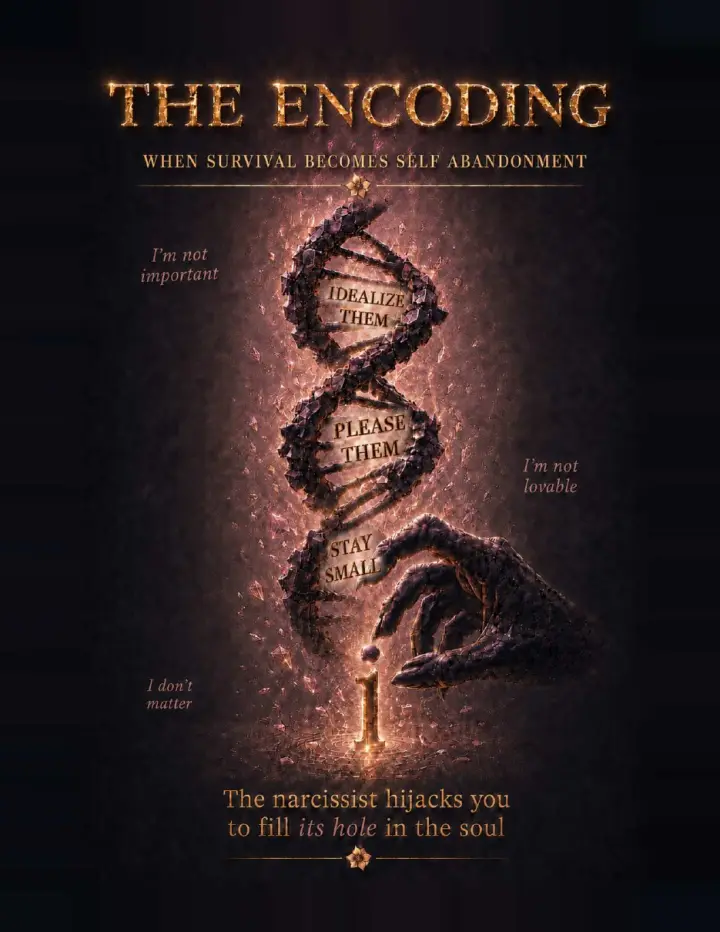 THE ENCODING
WHEN SURVIVAL BECOMES SELF ABANDONMENT
I'm not
important
IDEALIZE
THEM
PLEASE
THEM
I'm not
lovable
STAY
SMALL
i
I don't
matter
The narcissist hijacks you
to fill its hole in the soul